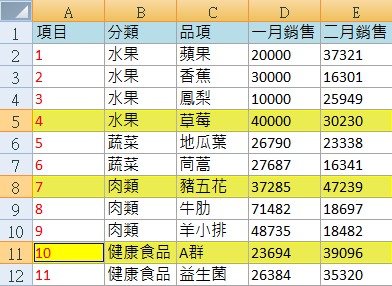 A B C D E
1 項目 分類 品項 一月銷售 二月銷售
2 1 水果 蘋果 20000 37321
3 2 水果 香蕉 30000 16301
4 3 水果 鳳梨 10000 25949
5 4 水果 草莓 40000 30230
6 5 蔬菜 地瓜葉 26790 23338
7 6 蔬菜 茼蒿 27687 16341
8 7 肉類 豬五花 37285 47239
9 8 肉類 牛肋 71482 18697
10 9 肉類 羊小排 48735 18482
11 10 健康食品 A群 23694 39096
12 11 健康食品 益生菌 26384 35320